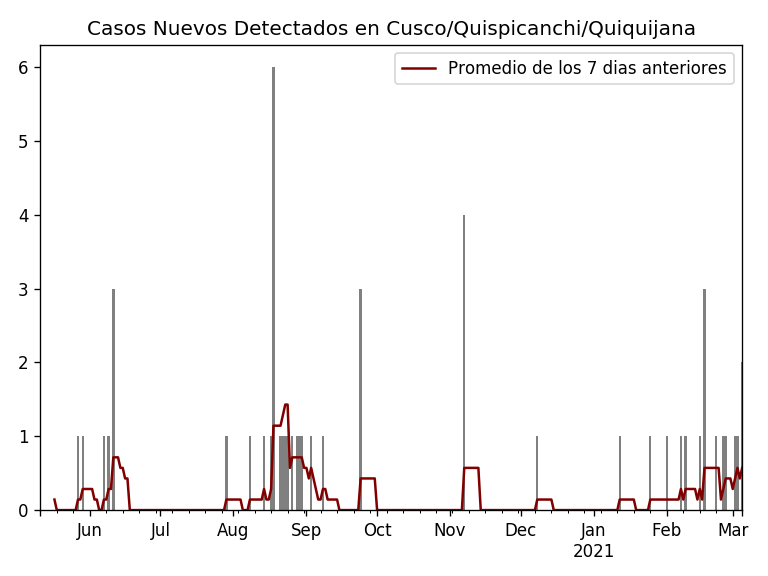 Casos Nuevos Detectados en Cusco/Quispicanchi/Quiquijana
Promedio de los 7 dias anteriores
6
5
4
3
2
1
0
Jun Jul Aug Sep Oct Nov Dec Jan Feb Mar
2021